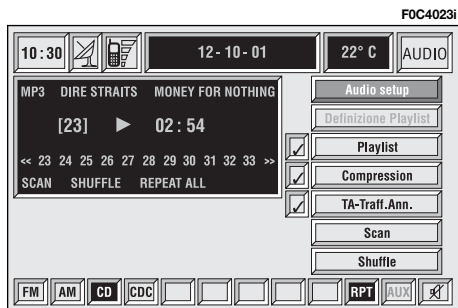 F0C4023i
10:30 12-10-01 22° C AUDIO
MP3 DIRE STRAITS MONEY FOR NOTHING
[23] ▶ 02:54
<< 23 24 25 26 27 28 29 30 31 32 33 >>
SCAN SHUFFLE REPEAT ALL
Audio setup
Definizione Playlist
Playlist
Compression
TA-Traff.Ann.
Scan
Shuffle
FM AM CD CDC RPT AUX